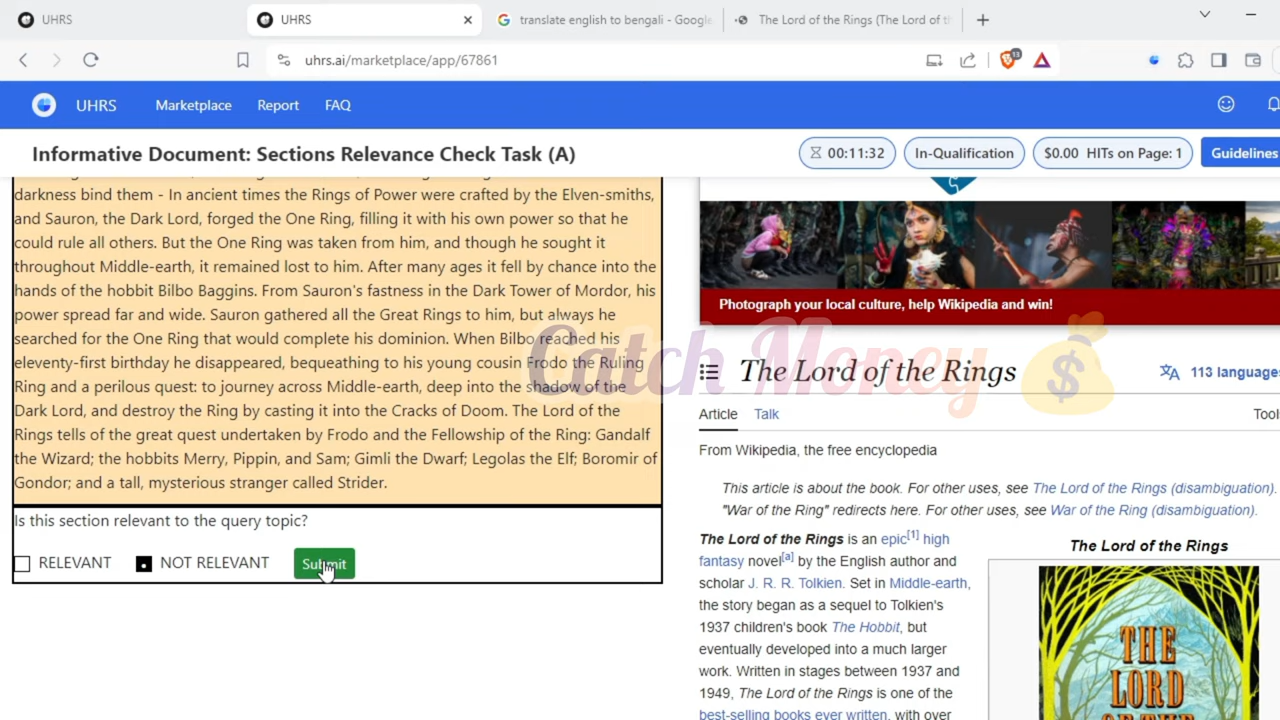 UHRS
UHRS
translate english to bengali - Google
The Lord of the Rings (The Lord of t
uhrs.ai/marketplace/app/67861
13
UHRS Marketplace Report FAQ
Informative Document: Sections Relevance Check Task (A)
00:11:32
In-Qualification
$0.00 HITs on Page: 1
Guidelines
darkness bind them - In ancient times the Rings of Power were crafted by the Elven-smiths,
and Sauron, the Dark Lord, forged the One Ring, filling it with his own power so that he
could rule all others. But the One Ring was taken from him, and though he sought it
throughout Middle-earth, it remained lost to him. After many ages it fell by chance into the
hands of the hobbit Bilbo Baggins. From Sauron's fastness in the Dark Tower of Mordor, his
power spread far and wide. Sauron gathered all the Great Rings to him, but always he
searched for the One Ring that would complete his dominion. When Bilbo reached his
eleventy-first birthday he disappeared, bequeathing to his young cousin Frodo the Ruling
Ring and a perilous quest: to journey across Middle-earth, deep into the shadow of the
Dark Lord, and destroy the Ring by casting it into the Cracks of Doom. The Lord of the
Rings tells of the great quest undertaken by Frodo and the Fellowship of the Ring: Gandalf
the Wizard; the hobbits Merry, Pippin, and Sam; Gimli the Dwarf; Legolas the Elf; Boromir of
Gondor; and a tall, mysterious stranger called Strider.
Is this section relevant to the query topic?
RELEVANT NOT RELEVANT Submit
Catch Money
$
Photograph your local culture, help Wikipedia and win!
The Lord of the Rings
113 languages
Article Talk
Tools
From Wikipedia, the free encyclopedia
This article is about the book. For other uses, see The Lord of the Rings (disambiguation).
"War of the Ring" redirects here. For other uses, see War of the Ring (disambiguation).
The Lord of the Rings is an epic[1] high
fantasy novel[a] by the English author and
scholar J. R. R. Tolkien. Set in Middle-earth,
the story began as a sequel to Tolkien's
1937 children's book The Hobbit, but
eventually developed into a much larger
work. Written in stages between 1937 and
1949, The Lord of the Rings is one of the
best-selling books ever written, with over
The Lord of the Rings
THE
LORD
OF THE